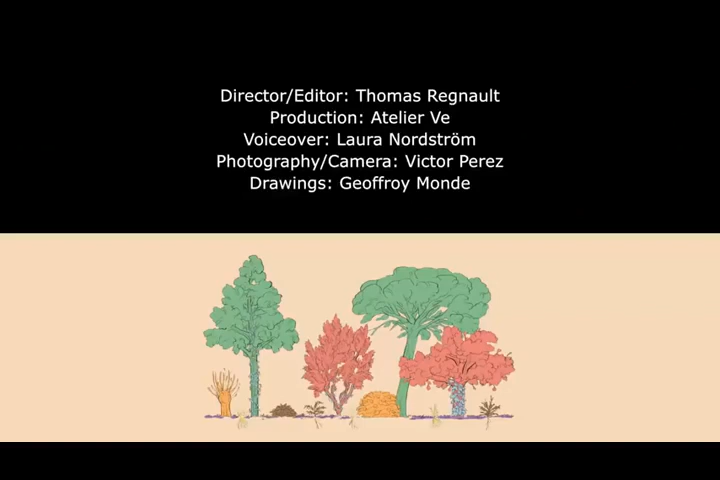 Director/Editor: Thomas Regnault
Production: Atelier Ve
Voiceover: Laura Nordström
Photography/Camera: Victor Perez
Drawings: Geoffroy Monde